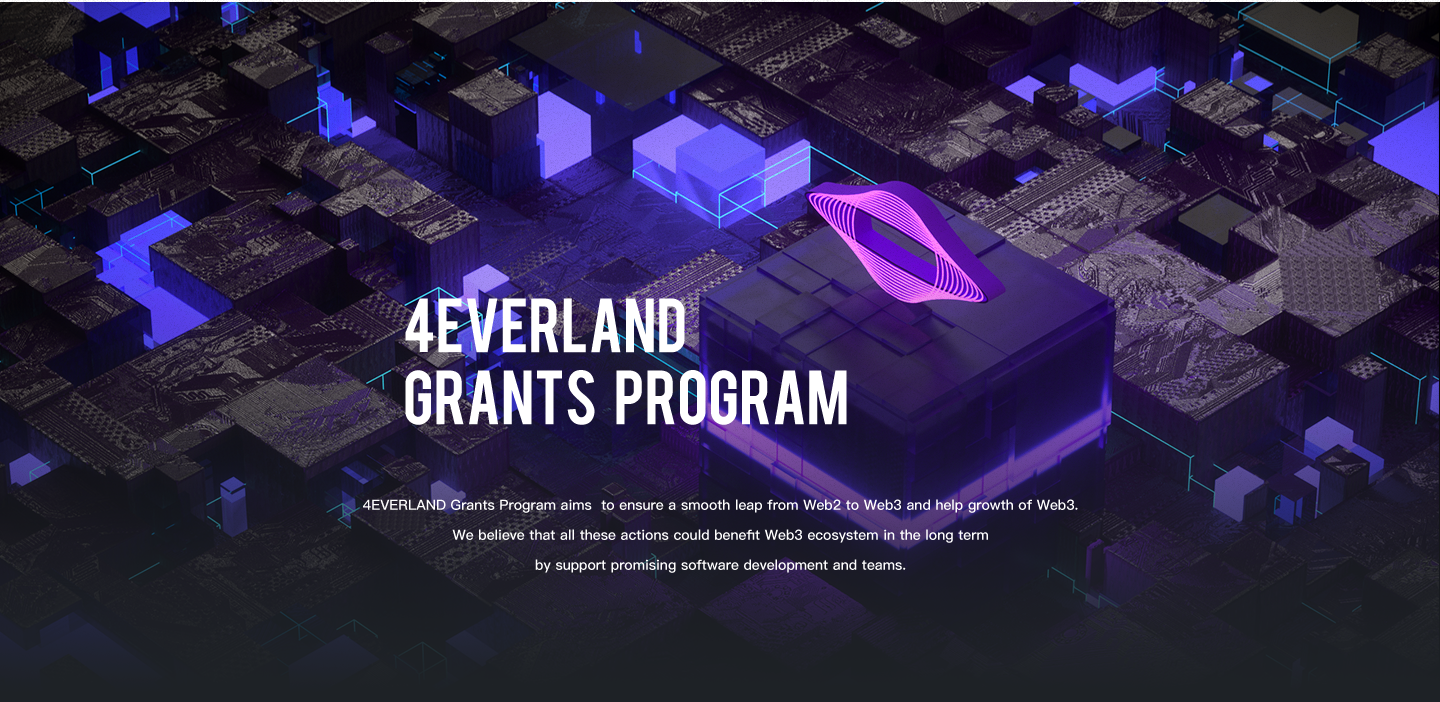 4EVERLAND
GRANTS PROGRAM
4EVERLAND Grants Program aims  to ensure a smooth leap from Web2 to Web3 and help growth of Web3.
We believe that all these actions could benefit Web3 ecosystem in the long term
by support promising software development and teams.